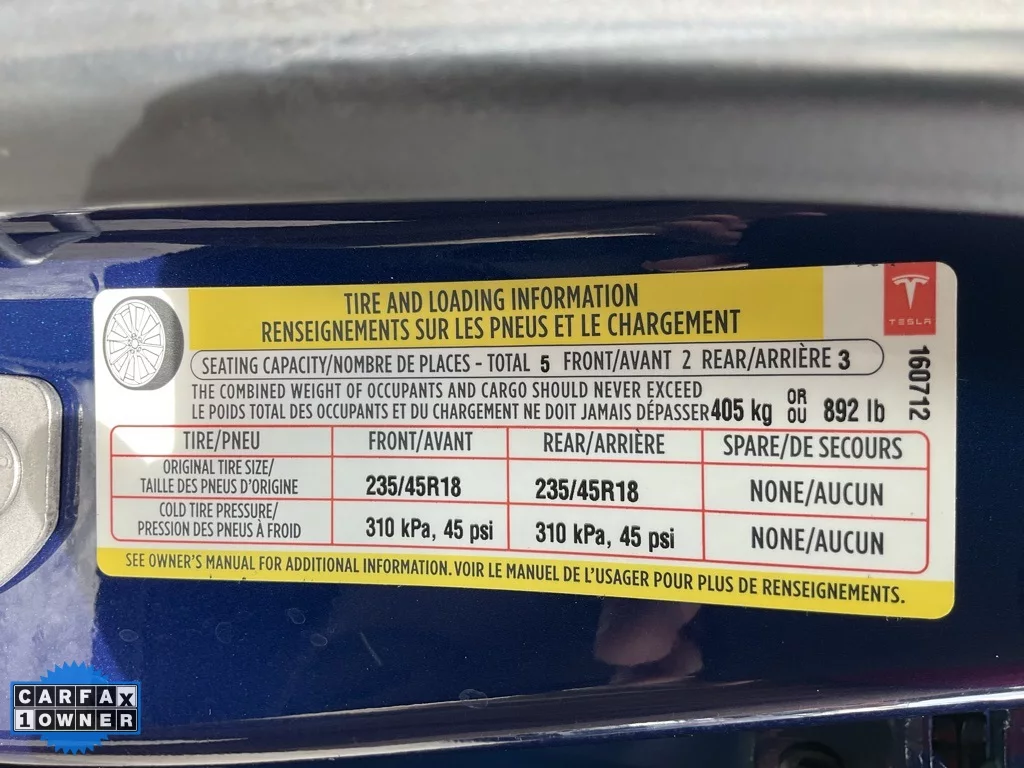 TIRE AND LOADING INFORMATION
RENSEIGNEMENTS SUR LES PNEUS ET LE CHARGEMENT
TESLA
SEATING CAPACITY/NOMBRE DE PLACES - TOTAL 5 FRONT/AVANT 2 REAR/ARRIÈRE 3
THE COMBINED WEIGHT OF OCCUPANTS AND CARGO SHOULD NEVER EXCEED
LE POIDS TOTAL DES OCCUPANTS ET DU CHARGEMENT NE DOIT JAMAIS DÉPASSER 405 kg OR OU 892 lb
160712
TIRE/PNEU FRONT/AVANT REAR/ARRIÈRE SPARE/DE SECOURS
ORIGINAL TIRE SIZE/
TAILLE DES PNEUS D'ORIGINE 235/45R18 235/45R18 NONE/AUCUN
COLD TIRE PRESSURE/
PRESSION DES PNEUS À FROID 310 kPa, 45 psi 310 kPa, 45 psi NONE/AUCUN
SEE OWNER'S MANUAL FOR ADDITIONAL INFORMATION. VOIR LE MANUEL DE L'USAGER POUR PLUS DE RENSEIGNEMENTS.
CARFAX
1 OWNER